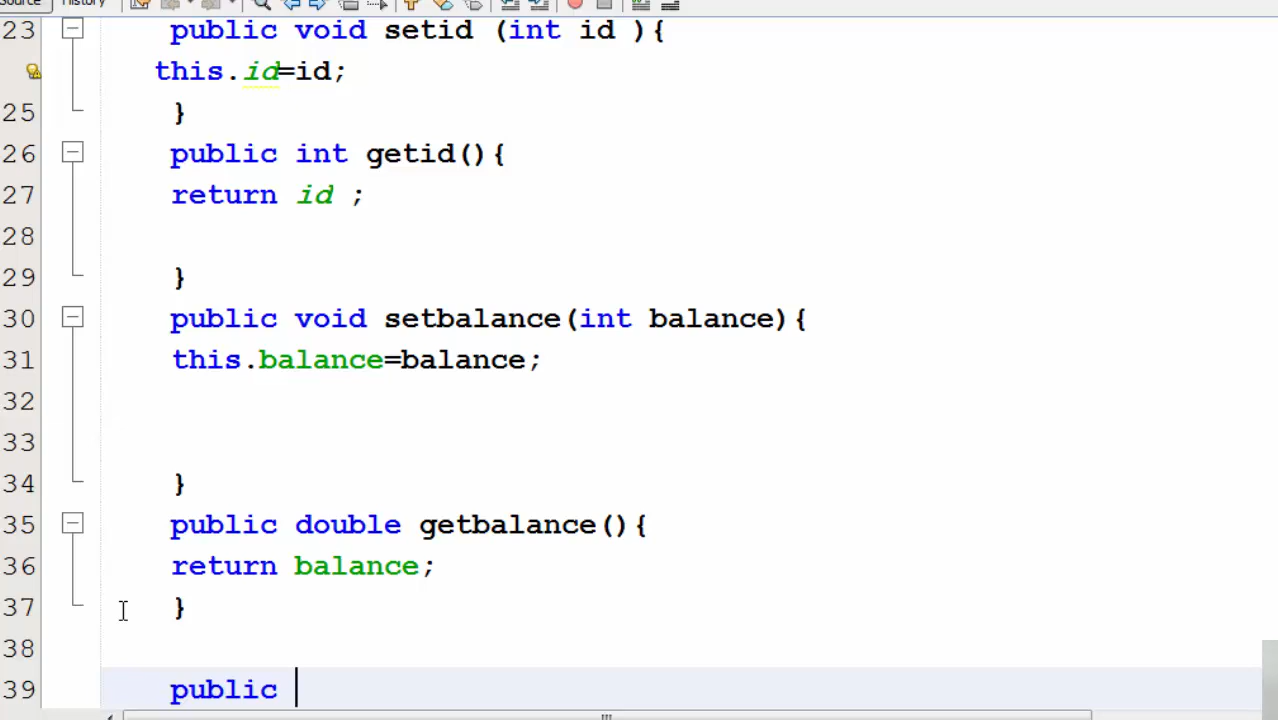 Source History
23 public void setid (int id ){
this.id=id;
25 }
26 public int getid(){
27 return id ;
28
29 }
30 public void setbalance(int balance){
31 this.balance=balance;
32
33
34 }
35 public double getbalance(){
36 return balance;
37 }
38
39 public